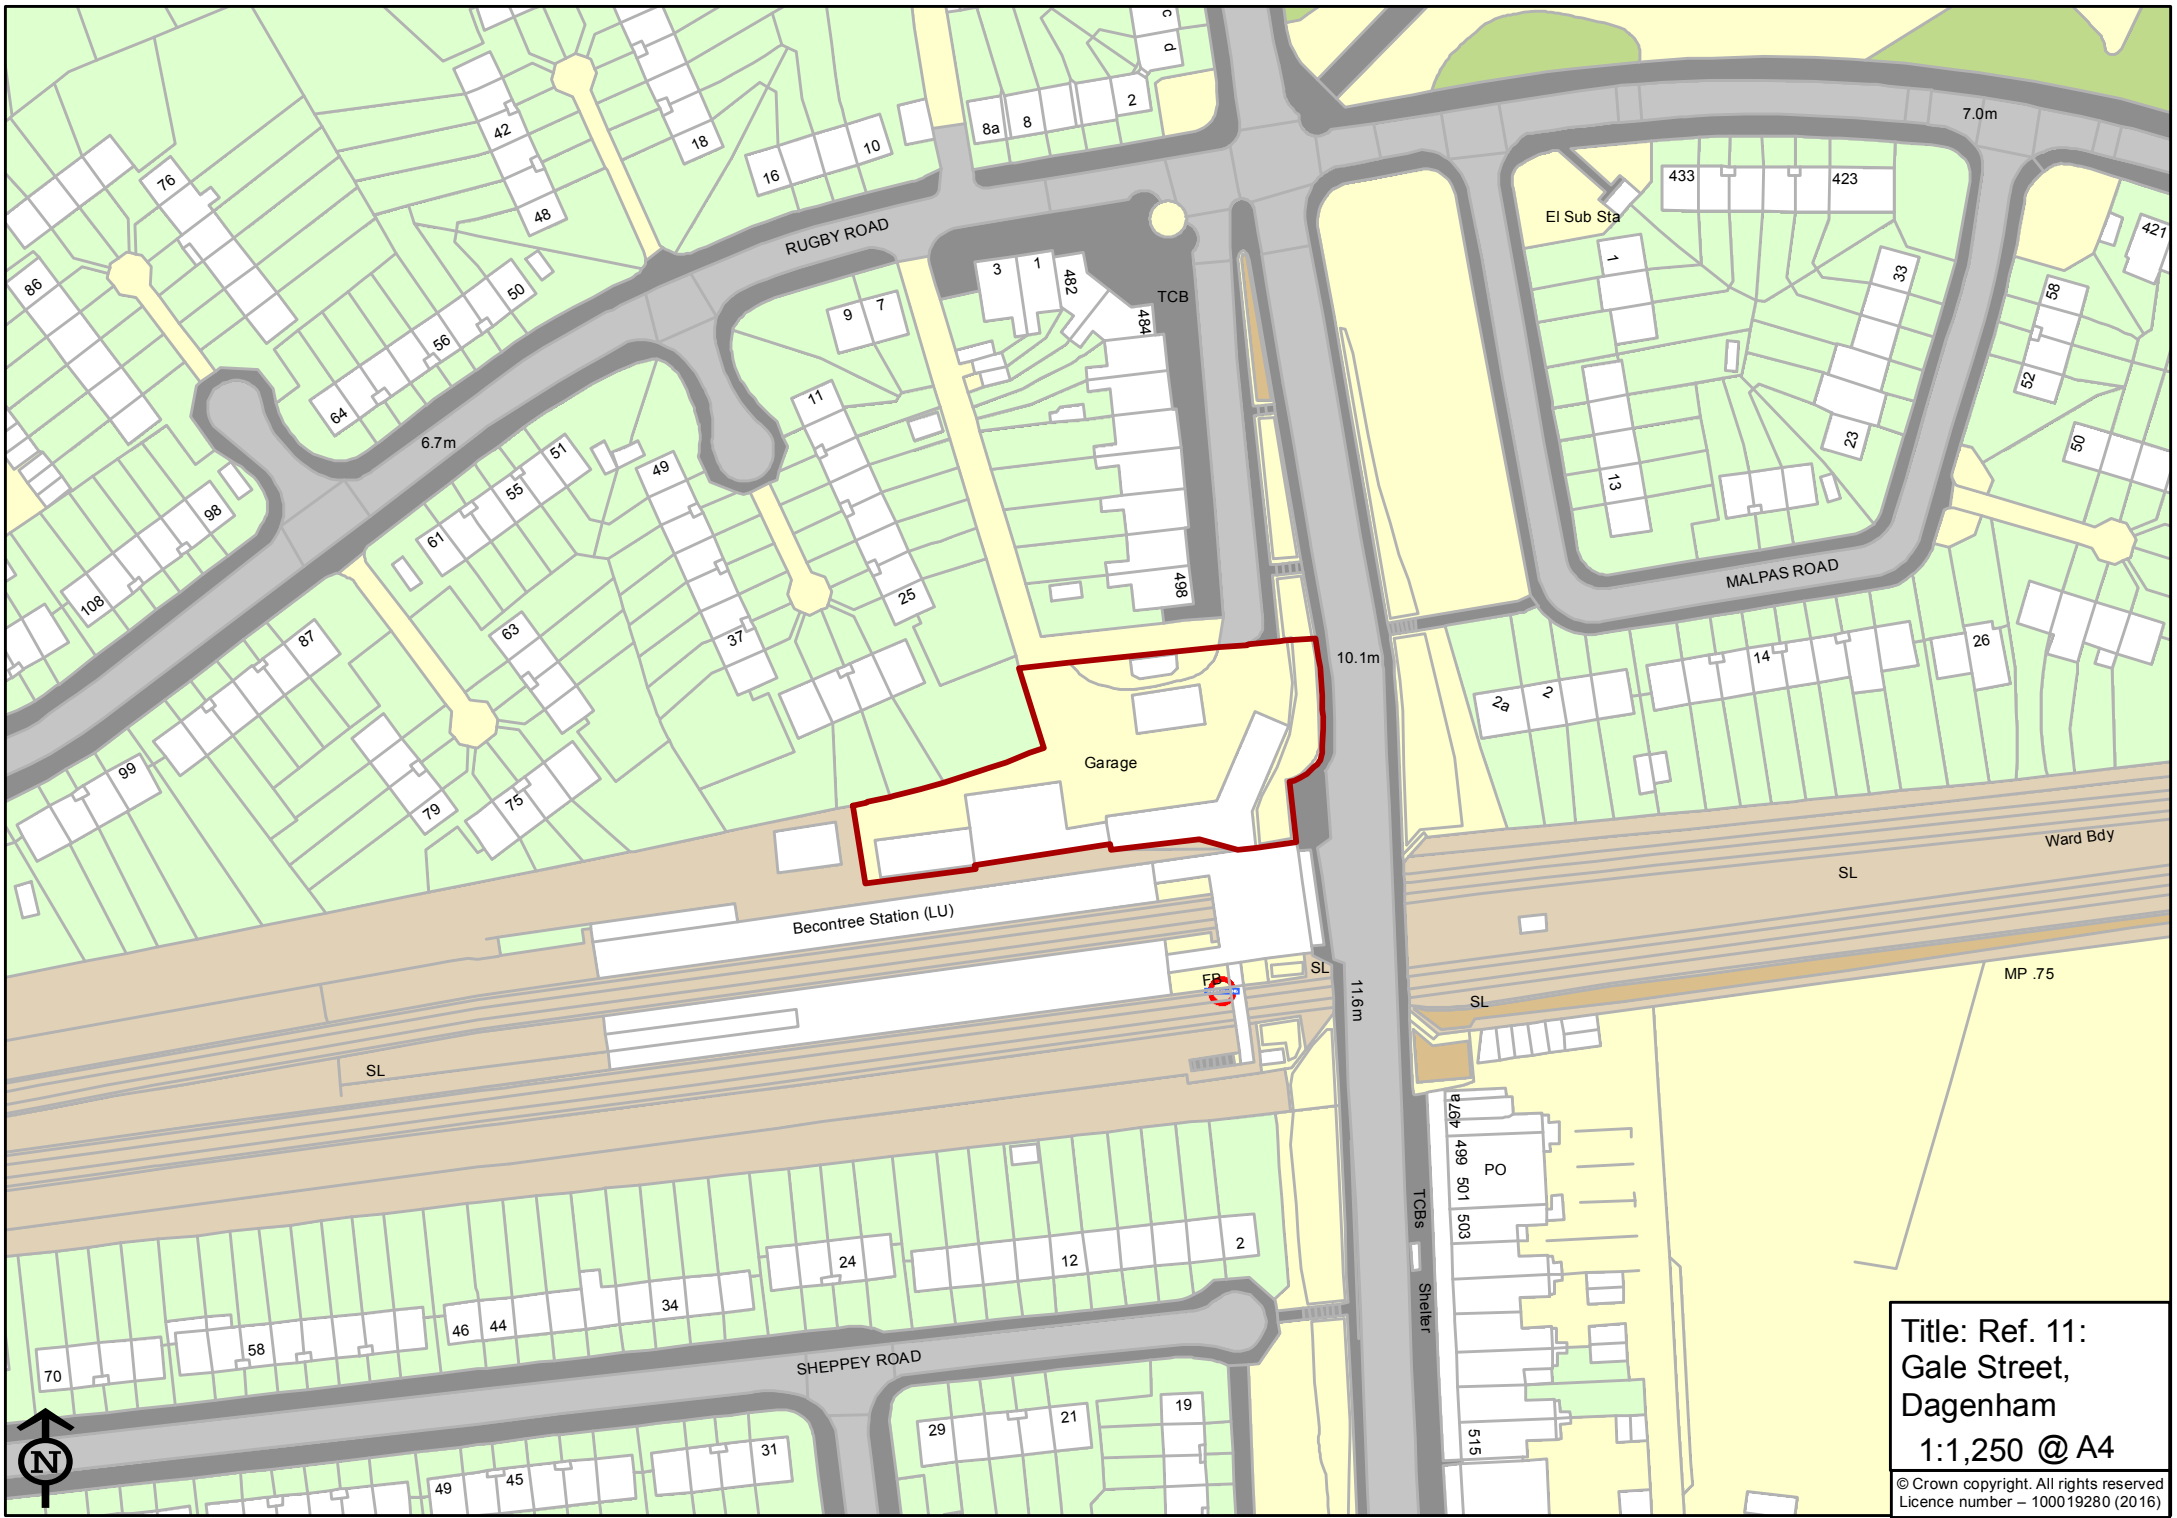 c
d
2
8
8a
10
16
18
42
48
76
86
7.0m
433
423
El Sub Sta
421
RUGBY ROAD
3
1
482
TCB
484
1
33
58
52
50
56
64
9
7
11
6.7m
51
55
61
49
98
108
13
23
50
498
25
37
63
87
MALPAS ROAD
10.1m
14
26
2a
2
99
79
75
Garage
Ward Bdy
SL
Becontree Station (LU)
FB
SL
SL
MP .75
11.6m
SL
497a
499
501
503
PO
TCBs
Shelter
515
2
12
24
34
44
46
58
70
SHEPPEY ROAD
19
21
29
31
45
49
N
Title: Ref. 11:
Gale Street,
Dagenham
1:1,250 @ A4
© Crown copyright. All rights reserved
Licence number – 100019280 (2016)